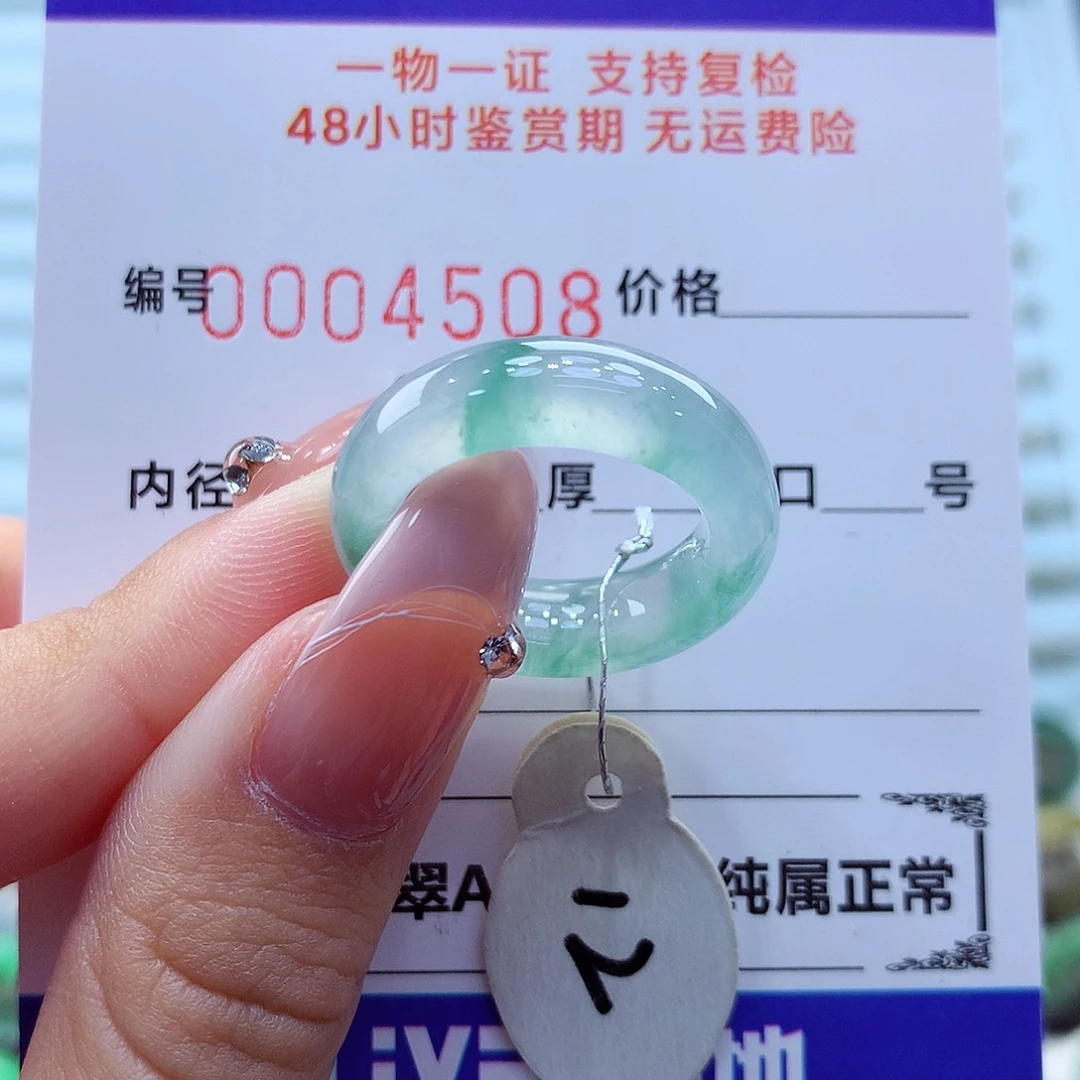 一物一证 支持复检
48小时鉴赏期 无运费险
编号0004508 价格
内径 厚 口 号
翠A 纯属正常
地